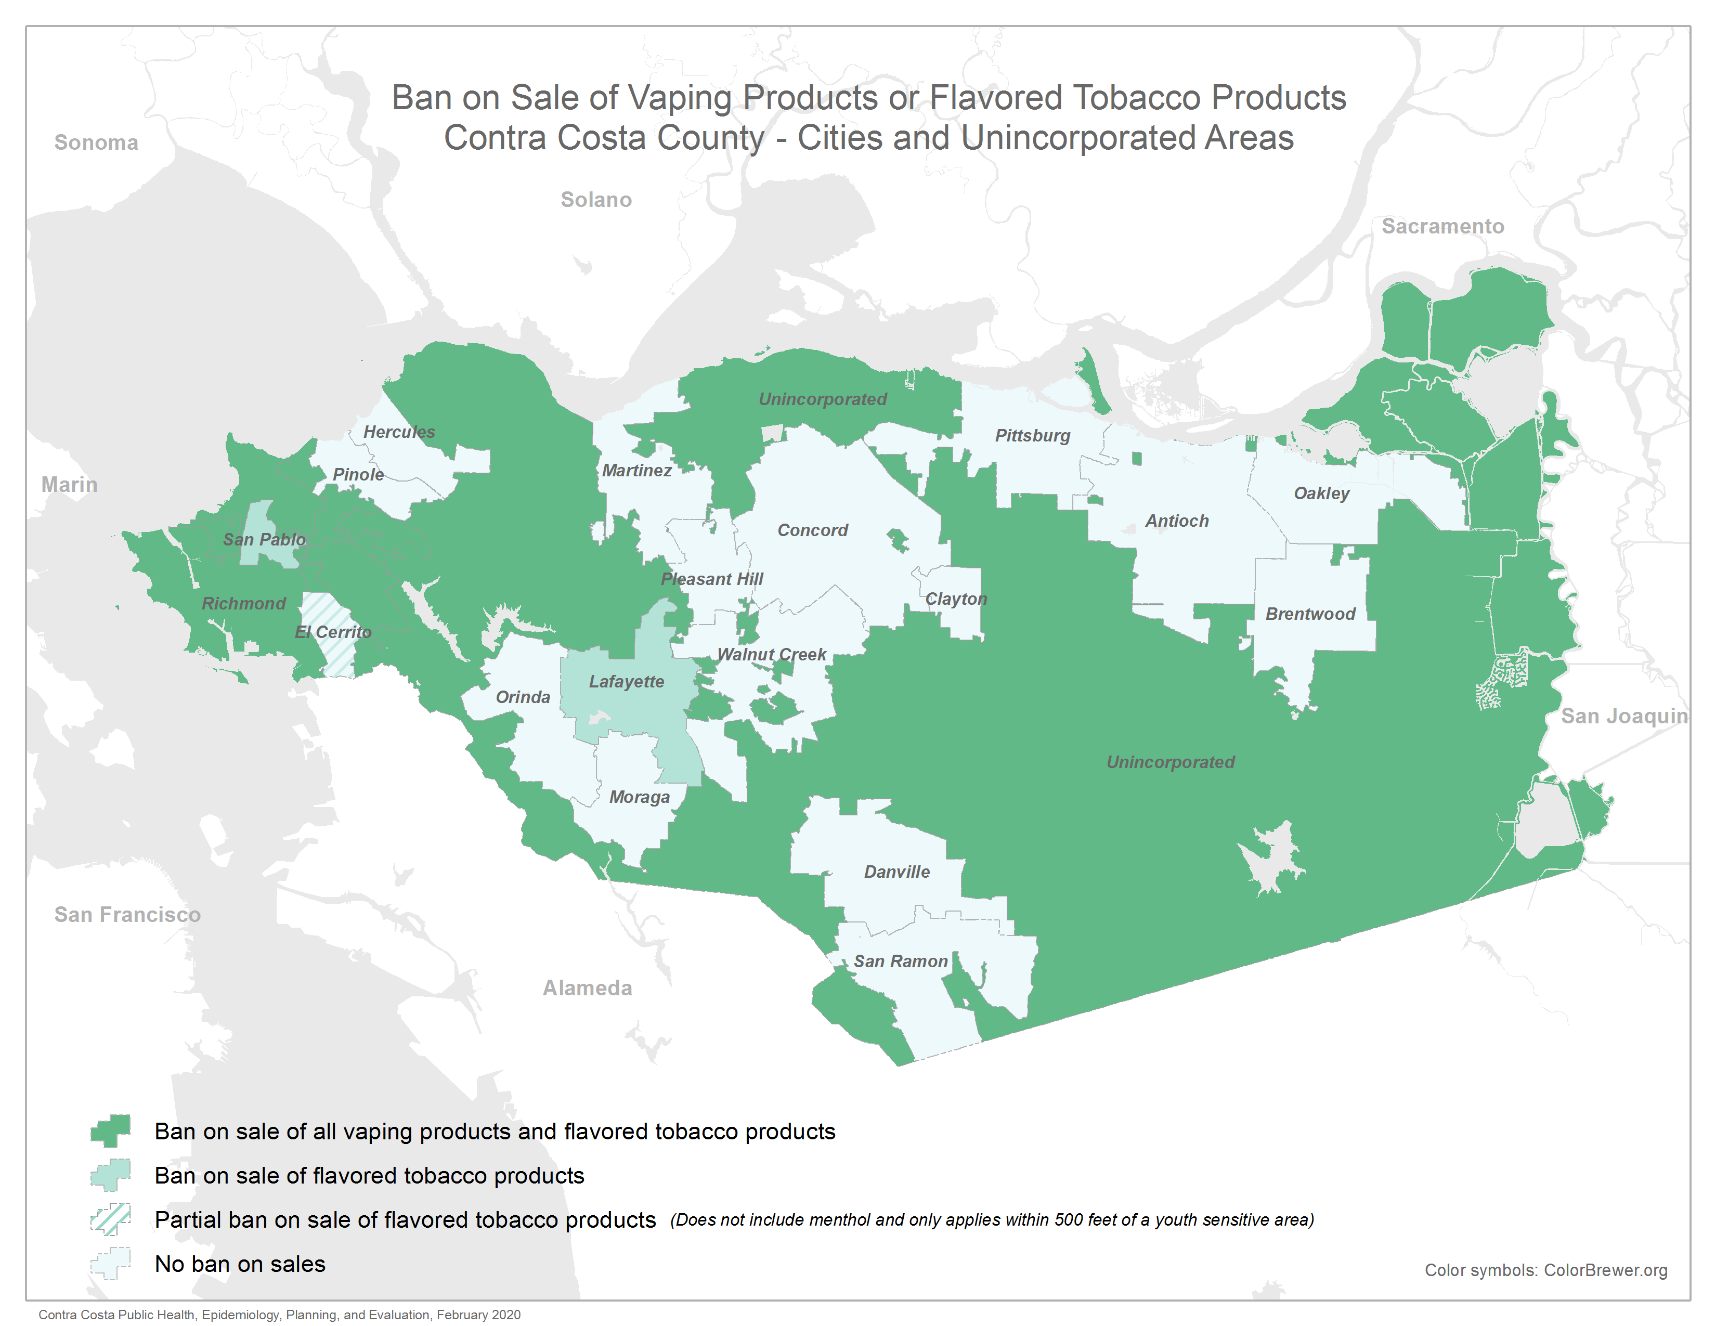 Ban on Sale of Vaping Products or Flavored Tobacco Products
Contra Costa County - Cities and Unincorporated Areas
Sonoma
Solano
Sacramento
Unincorporated
Hercules
Pittsburg
Martinez
Pinole
Marin
Oakley
Antioch
Concord
San Pablo
Pleasant Hill
Clayton
Richmond
Brentwood
El Cerrito
Walnut Creek
Lafayette
Orinda
San Joaquin
Unincorporated
Moraga
Danville
San Francisco
San Ramon
Alameda
Ban on sale of all vaping products and flavored tobacco products
Ban on sale of flavored tobacco products
Partial ban on sale of flavored tobacco products (Does not include menthol and only applies within 500 feet of a youth sensitive area)
No ban on sales
Color symbols: ColorBrewer.org
Contra Costa Public Health, Epidemiology, Planning, and Evaluation, February 2020